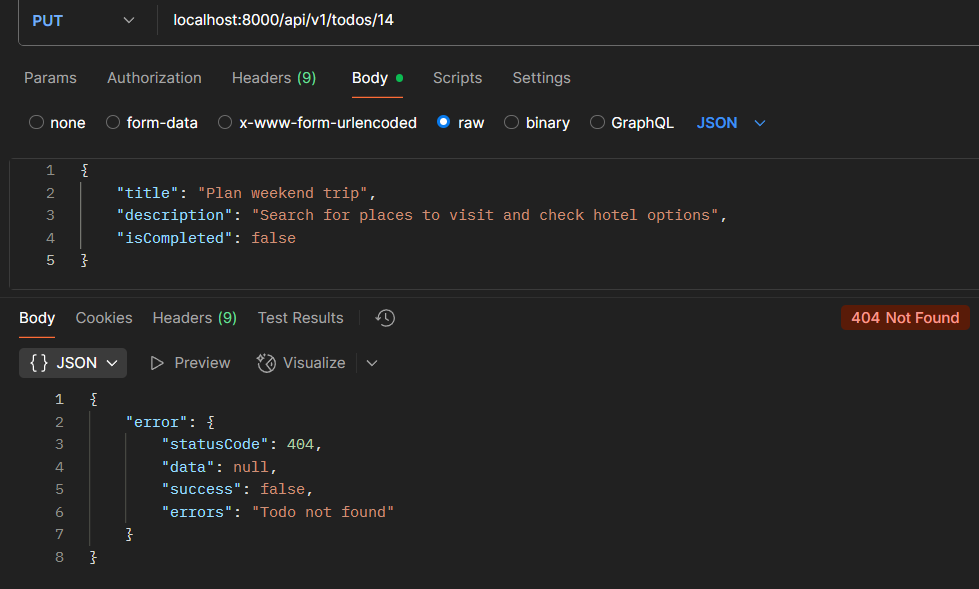 PUT localhost:8000/api/v1/todos/14
Params Authorization Headers (9) Body Scripts Settings
none form-data x-www-form-urlencoded raw binary GraphQL JSON
1 {
2 "title": "Plan weekend trip",
3 "description": "Search for places to visit and check hotel options",
4 "isCompleted": false
5 }
Body Cookies Headers (9) Test Results 404 Not Found
{} JSON Preview Visualize
1 {
2 "error": {
3 "statusCode": 404,
4 "data": null,
5 "success": false,
6 "errors": "Todo not found"
7 }
8 }